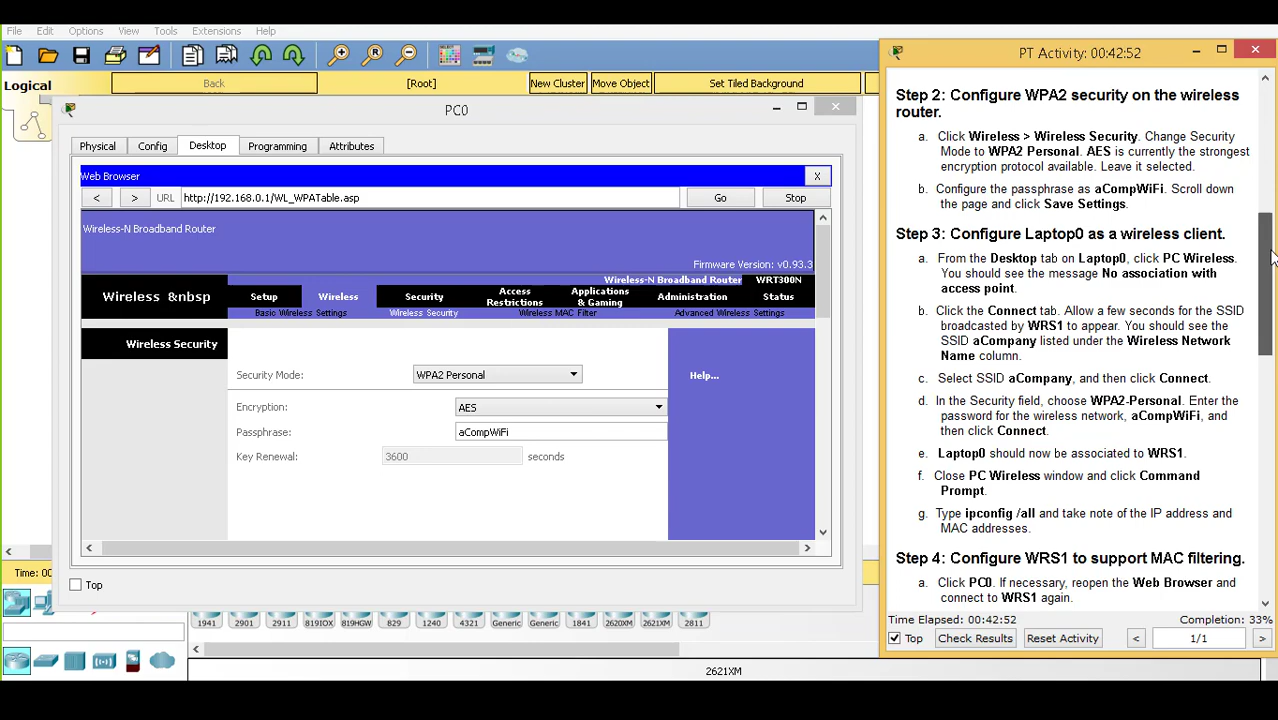 File Edit Options View Tools Extensions Help
PT Activity: 00:42:52
Logical Back [Root] New Cluster Move Object Set Tiled Background
PC0
Physical Config Desktop Programming Attributes
Web Browser X
< > URL http://192.168.0.1/WL_WPATable.asp Go Stop
Wireless-N Broadband Router
Firmware Version: v0.93.3
Wireless-N Broadband Router WRT300N
Wireless &nbsp Setup Wireless Security Access Restrictions Applications & Gaming Administration Status
Basic Wireless Settings Wireless Security Wireless MAC Filter Advanced Wireless Settings
Wireless Security
Security Mode: WPA2 Personal
Help...
Encryption: AES
Passphrase: aCompWiFi
Key Renewal: 3600 seconds
Top
Step 2: Configure WPA2 security on the wireless
router.
a. Click Wireless > Wireless Security. Change Security
Mode to WPA2 Personal. AES is currently the strongest
encryption protocol available. Leave it selected.
b. Configure the passphrase as aCompWiFi. Scroll down
the page and click Save Settings.
Step 3: Configure Laptop0 as a wireless client.
a. From the Desktop tab on Laptop0, click PC Wireless.
You should see the message No association with
access point.
b. Click the Connect tab. Allow a few seconds for the SSID
broadcasted by WRS1 to appear. You should see the
SSID aCompany listed under the Wireless Network
Name column.
c. Select SSID aCompany, and then click Connect.
d. In the Security field, choose WPA2-Personal. Enter the
password for the wireless network, aCompWiFi, and
then click Connect.
e. Laptop0 should now be associated to WRS1.
f. Close PC Wireless window and click Command
Prompt.
g. Type ipconfig /all and take note of the IP address and
MAC addresses.
Step 4: Configure WRS1 to support MAC filtering.
a. Click PC0. If necessary, reopen the Web Browser and
connect to WRS1 again.
Time Elapsed: 00:42:52 Completion: 33%
Top Check Results Reset Activity < 1/1 >
Time: 00
1941 2901 2911 819IOX 819HGW 829 1240 4321 Generic Generic 1841 2620XM 2621XM 2811
2621XM